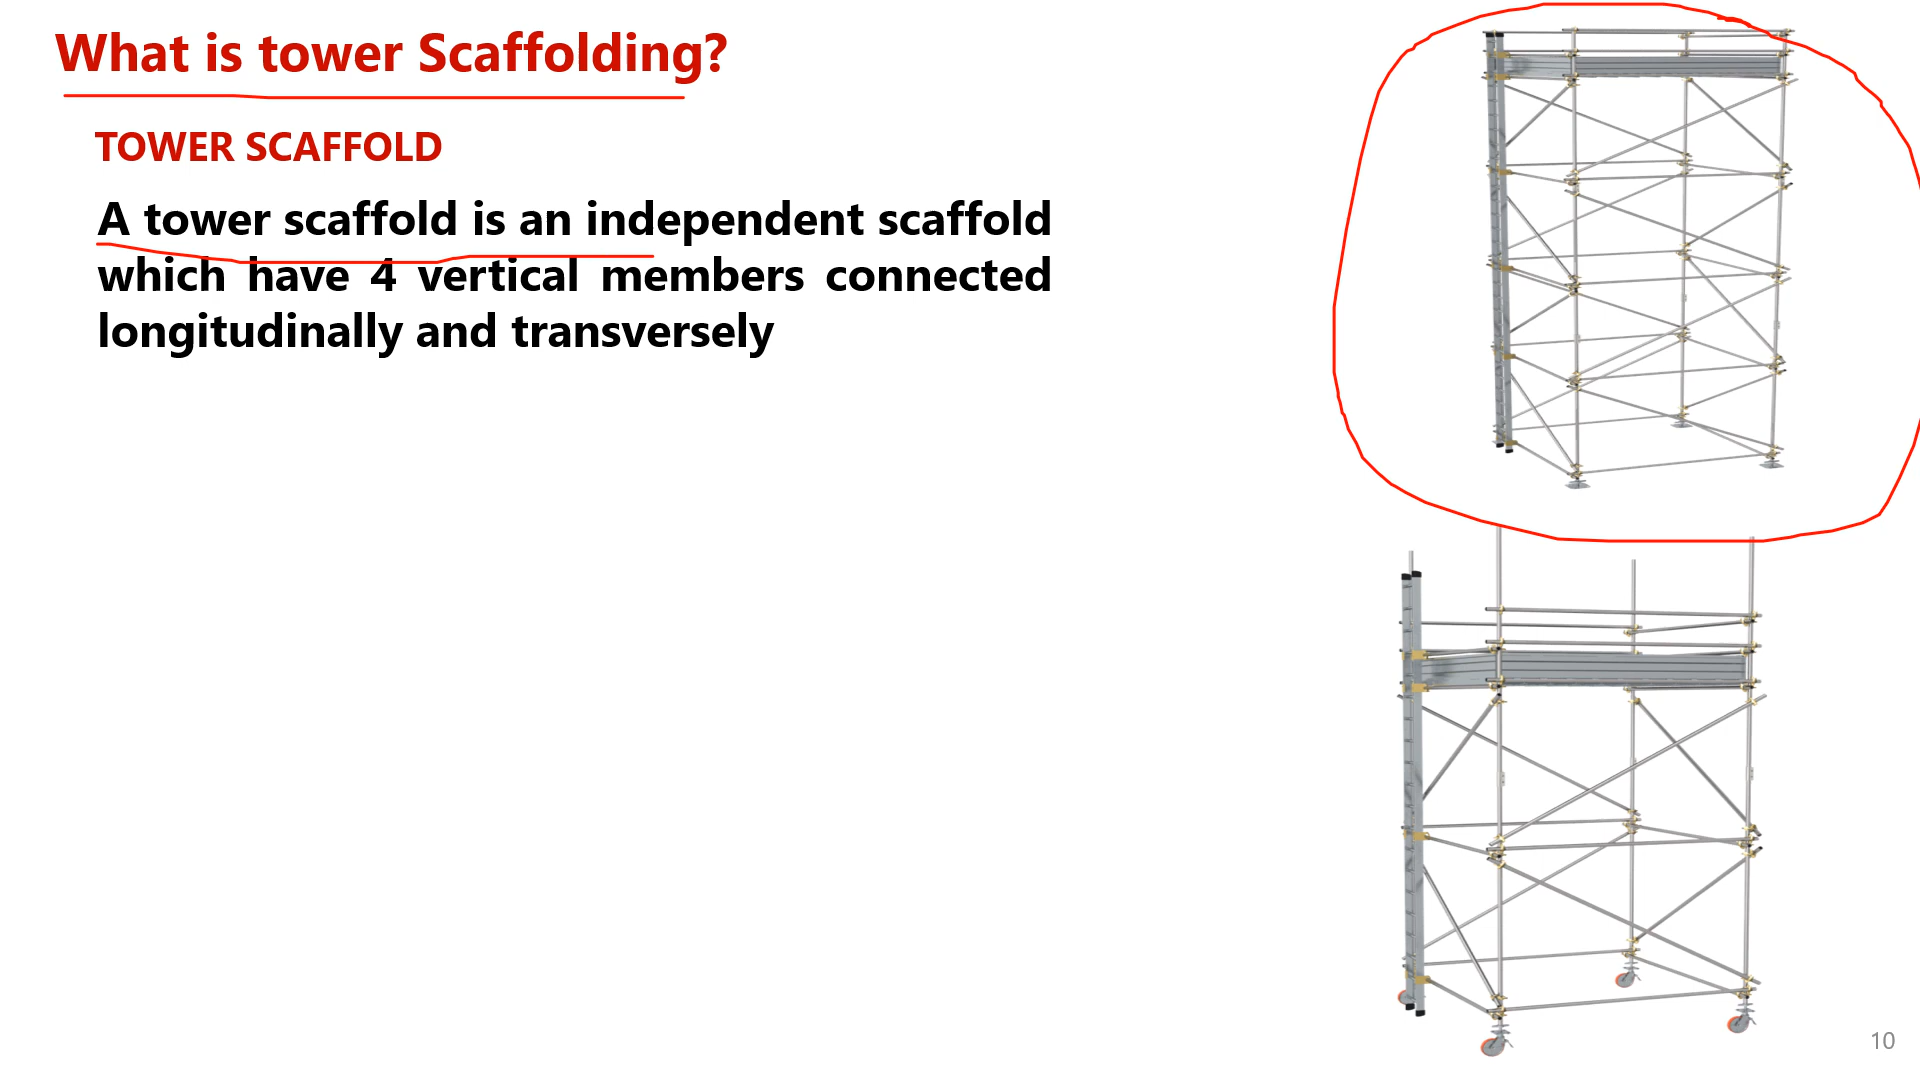 What is tower Scaffolding?
TOWER SCAFFOLD
A tower scaffold is an independent scaffold
which have 4 vertical members connected
longitudinally and transversely
10